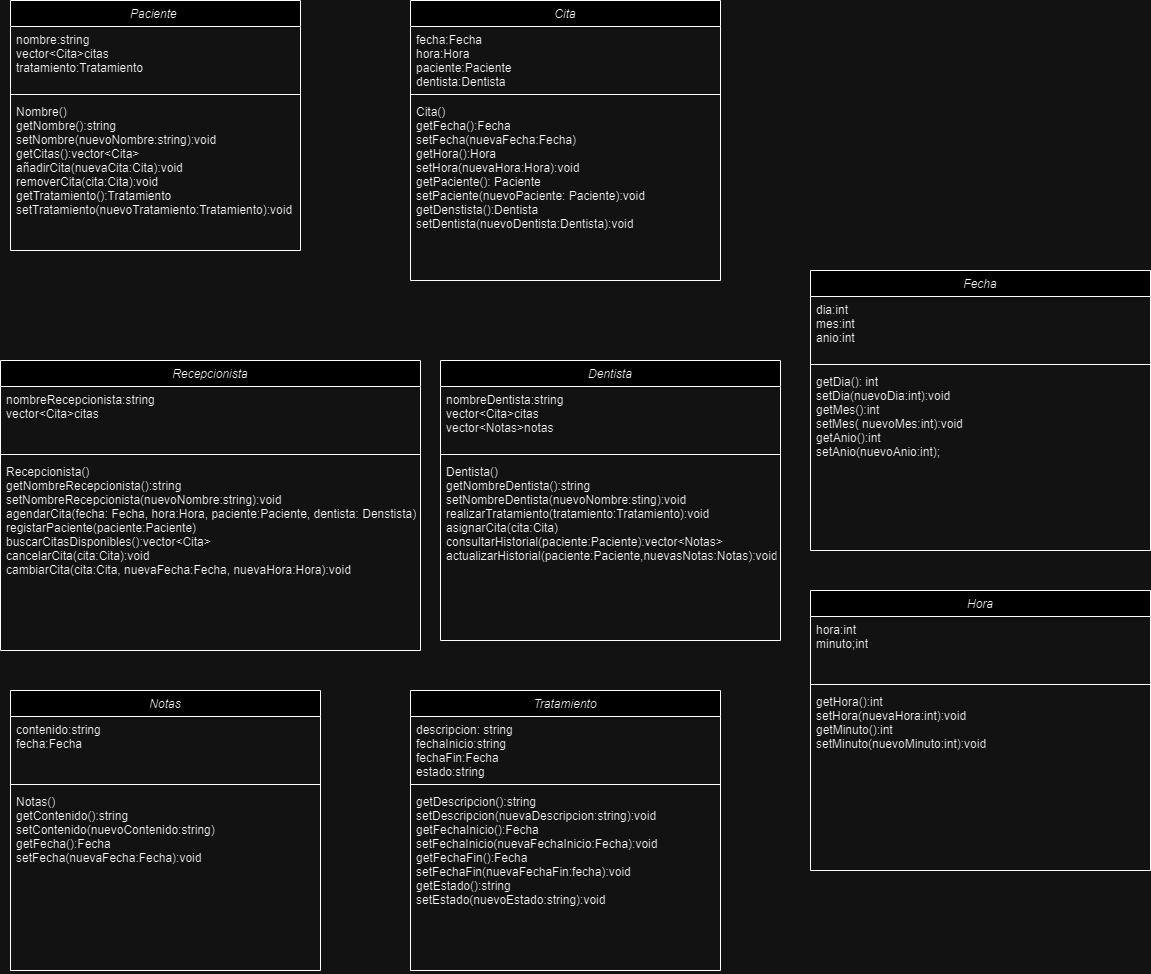 Paciente
nombre:string
vector<Cita>citas
tratamiento:Tratamiento
Nombre()
getNombre():string
setNombre(nuevoNombre:string):void
getCitas():vector<Cita>
añadirCita(nuevaCita:Cita):void
removerCita(cita:Cita):void
getTratamiento():Tratamiento
setTratamiento(nuevoTratamiento:Tratamiento):void
Cita
fecha:Fecha
hora:Hora
paciente:Paciente
dentista:Dentista
Cita()
getFecha():Fecha
setFecha(nuevaFecha:Fecha)
getHora():Hora
setHora(nuevaHora:Hora):void
getPaciente(): Paciente
setPaciente(nuevoPaciente: Paciente):void
getDenstista():Dentista
setDentista(nuevoDentista:Dentista):void
Fecha
dia:int
mes:int
anio:int
getDia(): int
setDia(nuevoDia:int):void
getMes():int
setMes( nuevoMes:int):void
getAnio():int
setAnio(nuevoAnio:int);
Recepcionista
nombreRecepcionista:string
vector<Cita>citas
Recepcionista()
getNombreRecepcionista():string
setNombreRecepcionista(nuevoNombre:string):void
agendarCita(fecha: Fecha, hora:Hora, paciente:Paciente, dentista: Denstista)
registarPaciente(paciente:Paciente)
buscarCitasDisponibles():vector<Cita>
cancelarCita(cita:Cita):void
cambiarCita(cita:Cita, nuevaFecha:Fecha, nuevaHora:Hora):void
Dentista
nombreDentista:string
vector<Cita>citas
vector<Notas>notas
Dentista()
getNombreDentista():string
setNombreDentista(nuevoNombre:sting):void
realizarTratamiento(tratamiento:Tratamiento):void
asignarCita(cita:Cita)
consultarHistorial(paciente:Paciente):vector<Notas>
actualizarHistorial(paciente:Paciente,nuevasNotas:Notas):void
Hora
hora:int
minuto;int
getHora():int
setHora(nuevaHora:int):void
getMinuto():int
setMinuto(nuevoMinuto:int):void
Notas
contenido:string
fecha:Fecha
Notas()
getContenido():string
setContenido(nuevoContenido:string)
getFecha():Fecha
setFecha(nuevaFecha:Fecha):void
Tratamiento
descripcion: string
fechaInicio:string
fechaFin:Fecha
estado:string
getDescripcion():string
setDescripcion(nuevaDescripcion:string):void
getFechaInicio():Fecha
setFechaInicio(nuevaFechaInicio:Fecha):void
getFechaFin():Fecha
setFechaFin(nuevaFechaFin:fecha):void
getEstado():string
setEstado(nuevoEstado:string):void